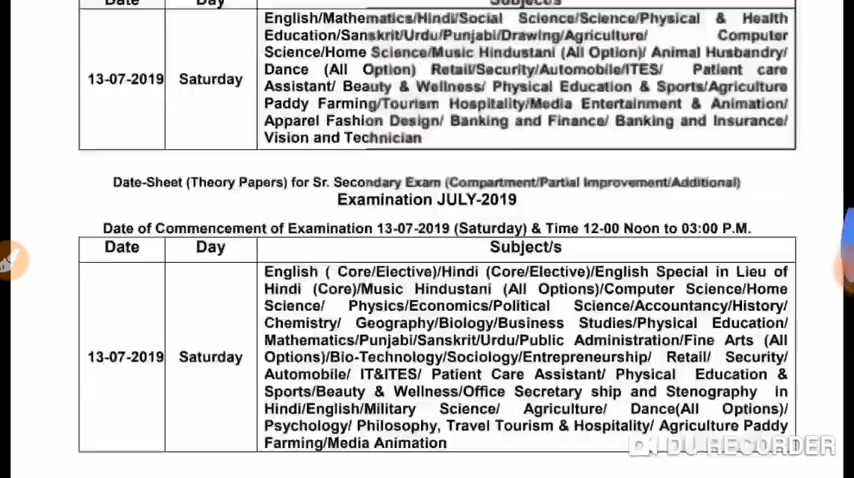 Date Day Subject/s
English/Mathematics/Hindi/Social Science/Science/Physical & Health
Education/Sanskrit/Urdu/Punjabi/Drawing/Agriculture/ Computer
Science/Home Science/Music Hindustani (All Option)/ Animal Husbandry/
Dance (All Option) Retail/Security/Automobile/ITES/ Patient care
13-07-2019 Saturday
Assistant/ Beauty & Wellness/ Physical Education & Sports/Agriculture
Paddy Farming/Tourism Hospitality/Media Entertainment & Animation/
Apparel Fashion Design/ Banking and Finance/ Banking and Insurance/
Vision and Technician
Date-Sheet (Theory Papers) for Sr. Secondary Exam (Compartment/Partial Improvement/Additional)
Examination JULY-2019
Date of Commencement of Examination 13-07-2019 (Saturday) & Time 12-00 Noon to 03:00 P.M.
Date Day Subject/s
English ( Core/Elective)/Hindi (Core/Elective)/English Special in Lieu of
Hindi (Core)/Music Hindustani (All Options)/Computer Science/Home
Science/ Physics/Economics/Political Science/Accountancy/History/
Chemistry/ Geography/Biology/Business Studies/Physical Education/
Mathematics/Punjabi/Sanskrit/Urdu/Public Administration/Fine Arts (All
13-07-2019 Saturday
Options)/Bio-Technology/Sociology/Entrepreneurship/ Retail/ Security/
Automobile/ IT&ITES/ Patient Care Assistant/ Physical Education &
Sports/Beauty & Wellness/Office Secretary ship and Stenography in
Hindi/English/Military Science/ Agriculture/ Dance(All Options)/
Psychology/ Philosophy, Travel Tourism & Hospitality/ Agriculture Paddy
Farming/Media Animation
DU RECORDER